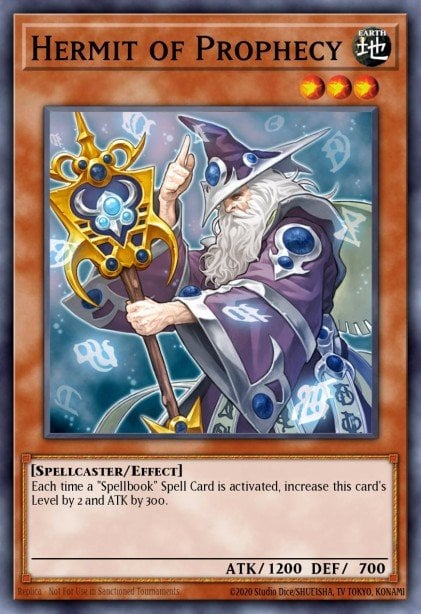 HERMIT OF PROPHECY
EARTH
地
[SPELLCASTER/EFFECT]
Each time a "Spellbook" Spell Card is activated, increase this card's
Level by 2 and ATK by 300.
ATK/1200 DEF/ 700
Replica - Not For Use in Sanctioned Tournaments
©2020 Studio Dice/SHUEISHA, TV TOKYO, KONAMI